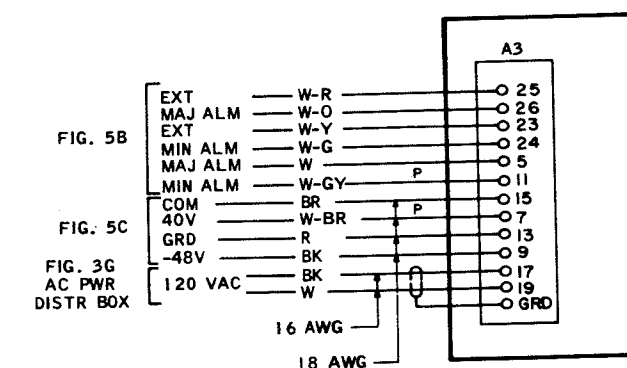 A3
EXT W-R 25
MAJ ALM W-O 26
EXT W-Y 23
FIG. 5B MIN ALM W-G 24
MAJ ALM W 5
MIN ALM W-GY P 11
COM BR 15
40V W-BR P 7
FIG. 5C GRD R 13
-48V BK 9
FIG. 3G BK 17
AC PWR 120 VAC W 19
DISTR BOX GRD
16 AWG
18 AWG